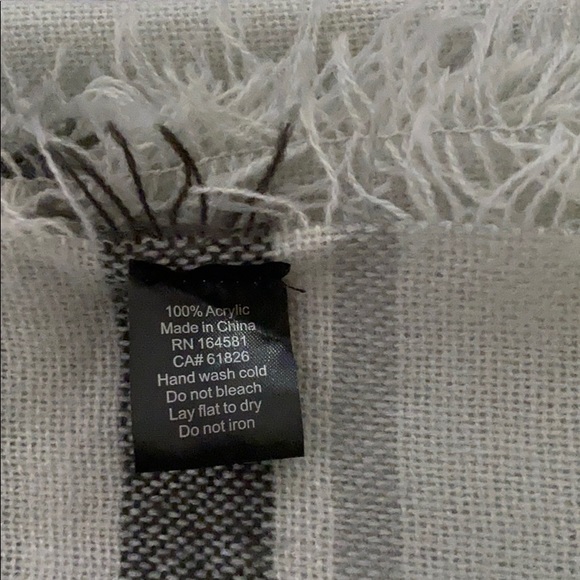 100% Acrylic
Made in China
RN 164581
CA# 61826
Hand wash cold
Do not bleach
Lay flat to dry
Do not iron